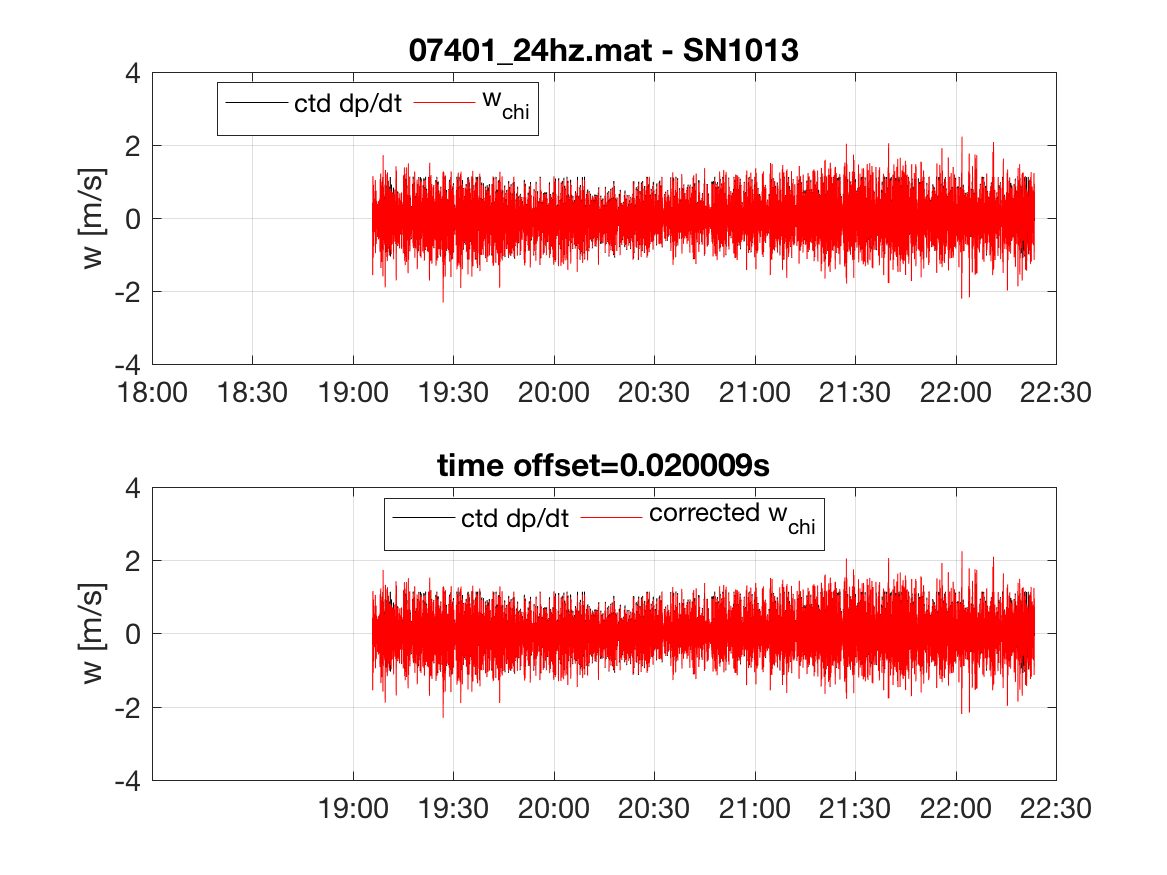 07401_24hz.mat - SN1013
4
ctd dp/dt w_chi
2
w [m/s]
0
-2
-4
18:00 18:30 19:00 19:30 20:00 20:30 21:00 21:30 22:00 22:30
time offset=0.020009s
4
ctd dp/dt corrected w_chi
2
w [m/s]
0
-2
-4
19:00 19:30 20:00 20:30 21:00 21:30 22:00 22:30